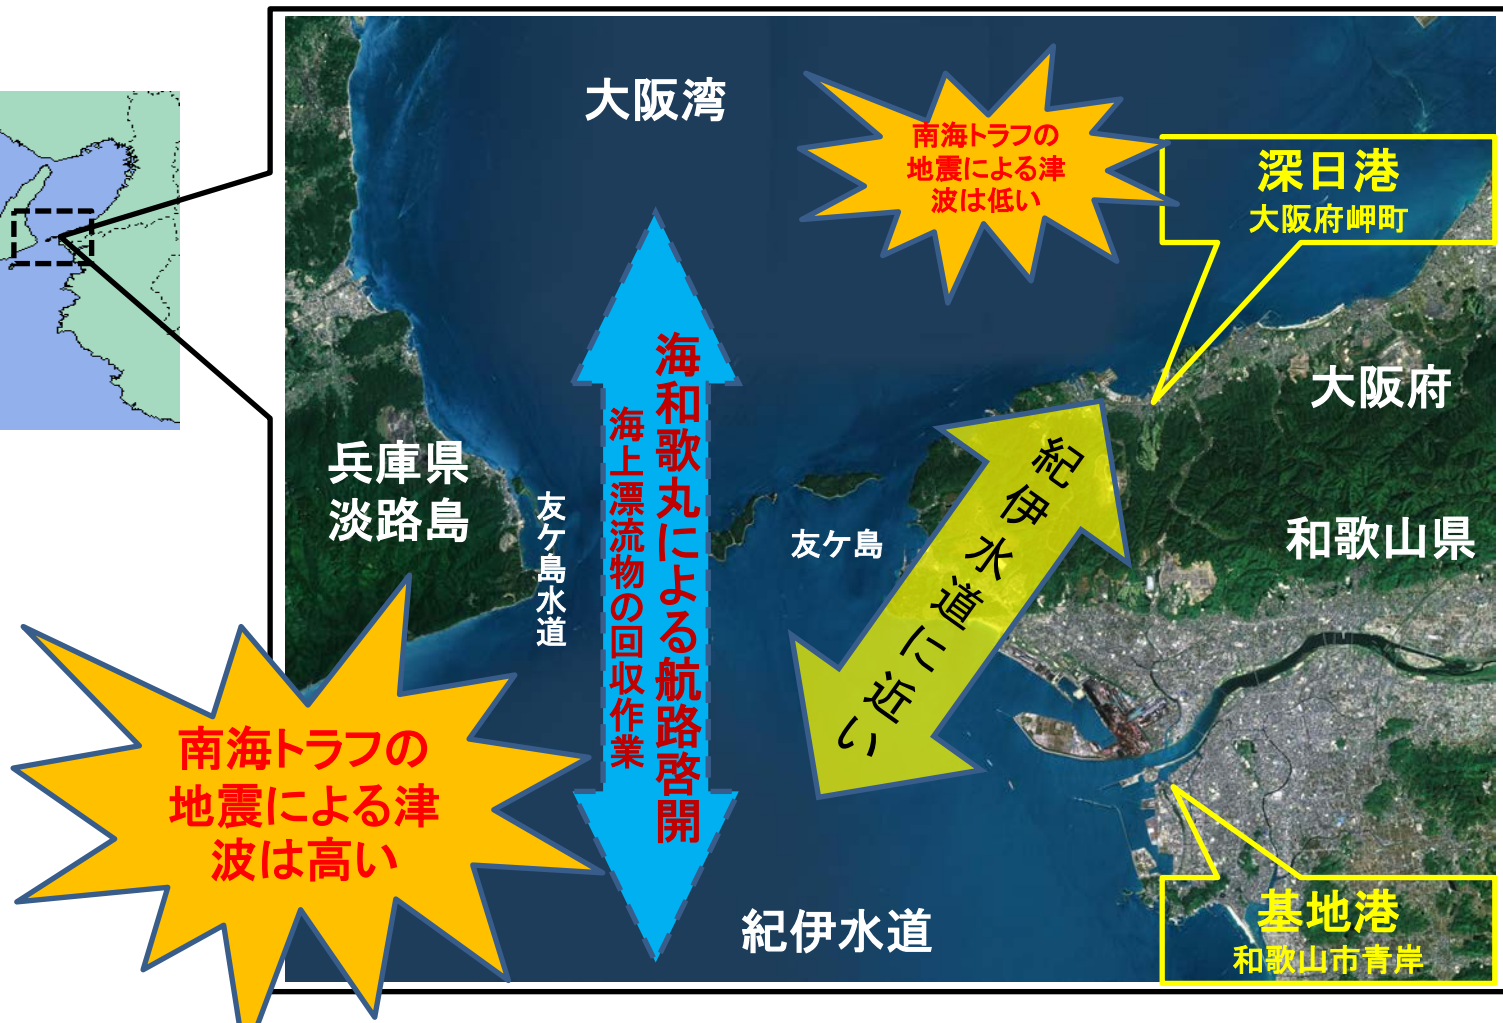 大阪湾
南海トラフの
地震による津
波は低い
深日港
大阪府岬町
大阪府
兵庫県
淡路島
友ケ島水道
海和歌丸による航路啓開
海上漂流物の回収作業
友ケ島
紀伊水道に近い
和歌山県
南海トラフの
地震による津
波は高い
紀伊水道
基地港
和歌山市青岸